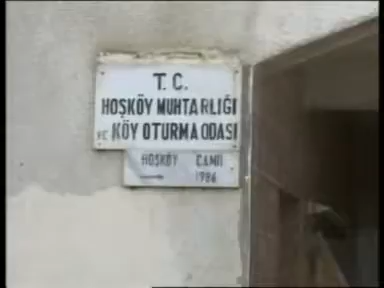 T.C.
HOŞKÖY MUHTARLIĞI
VE KÖY OTURMA ODASI
HOŞKÖY CAMİİ
1986